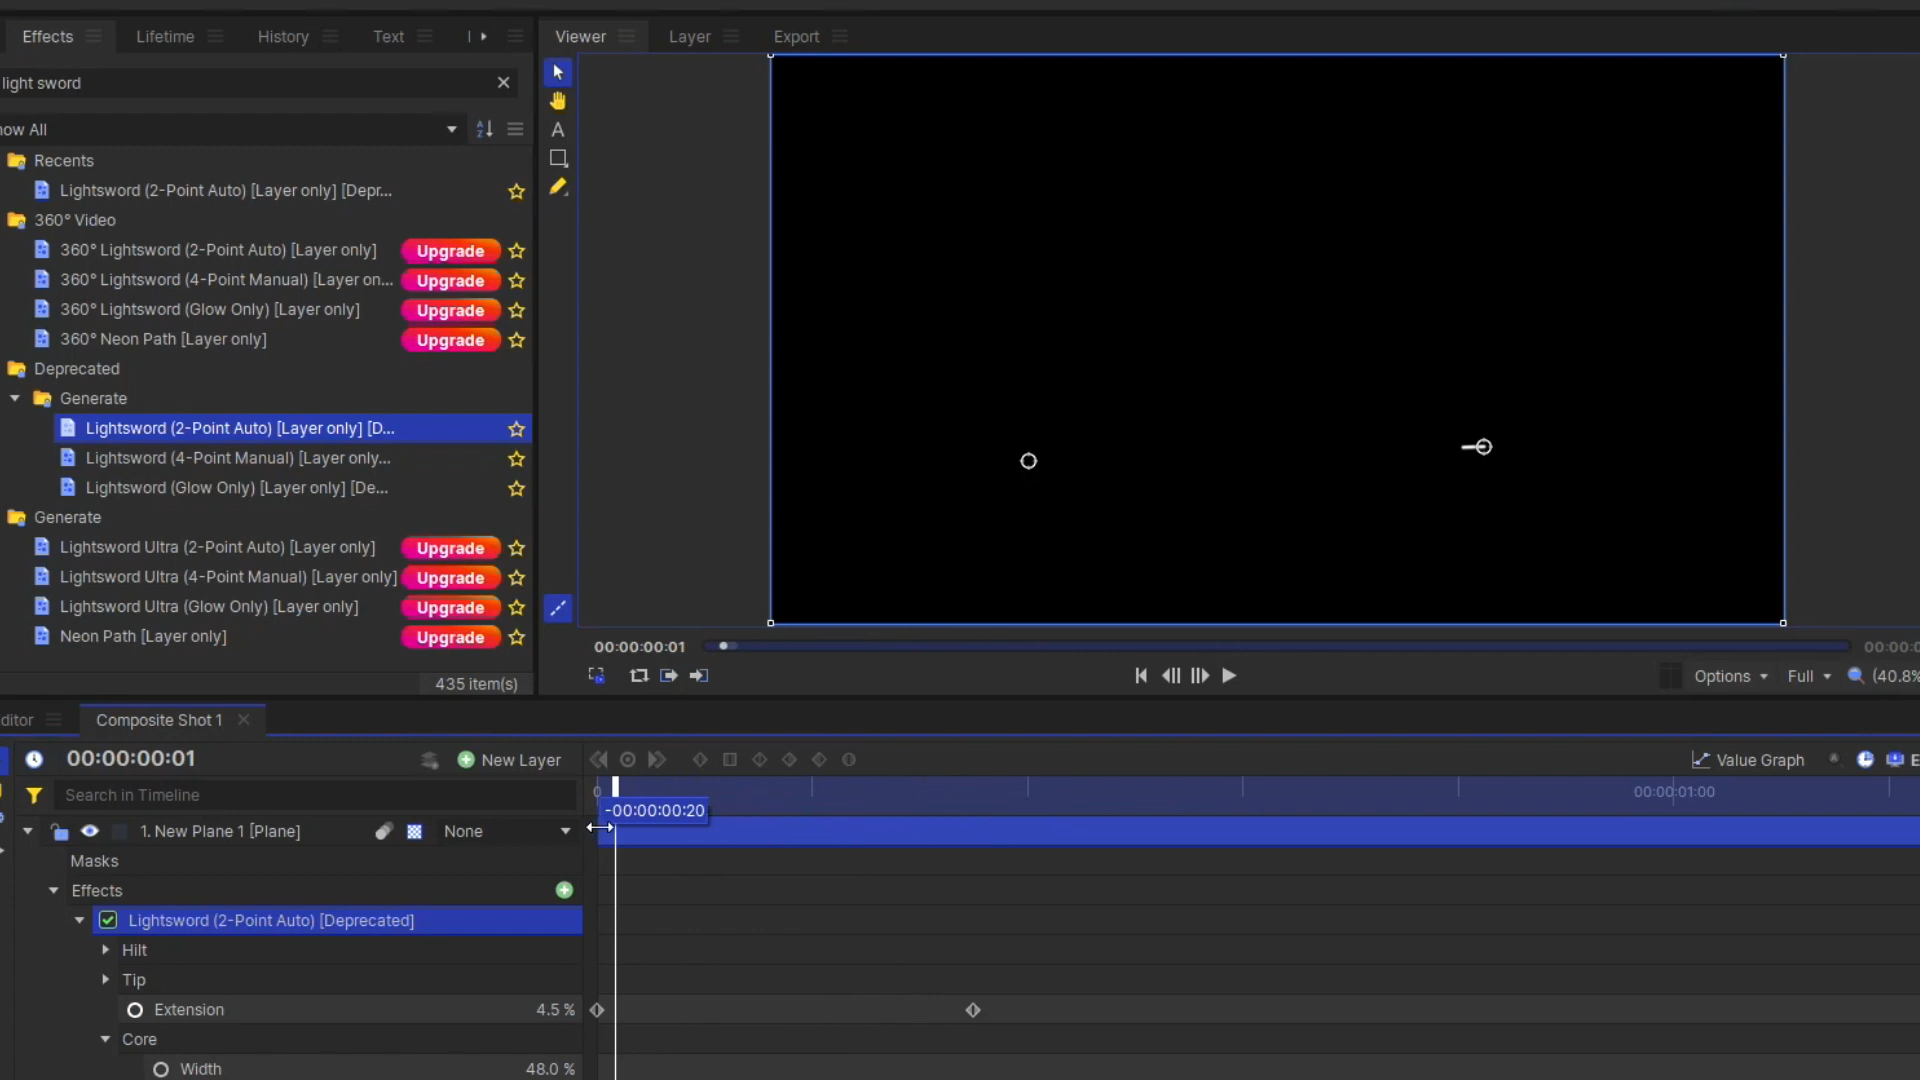 Effects
Lifetime
History
Text
Viewer
Layer
Export
light sword
ow All
Recents
Lightsword (2-Point Auto) [Layer only] [Depr...
360° Video
360° Lightsword (2-Point Auto) [Layer only] Upgrade
360° Lightsword (4-Point Manual) [Layer on... Upgrade
360° Lightsword (Glow Only) [Layer only] Upgrade
360° Neon Path [Layer only] Upgrade
Deprecated
Generate
Lightsword (2-Point Auto) [Layer only] [D...
Lightsword (4-Point Manual) [Layer only...
Lightsword (Glow Only) [Layer only] [De...
Generate
Lightsword Ultra (2-Point Auto) [Layer only] Upgrade
Lightsword Ultra (4-Point Manual) [Layer only] Upgrade
Lightsword Ultra (Glow Only) [Layer only] Upgrade
Neon Path [Layer only] Upgrade
435 item(s)
A
00:00:00:01
00:00:0
Options
Full
(40.8%
ditor
Composite Shot 1
00:00:00:01
New Layer
Value Graph
E
Search in Timeline
0
00:00:01:00
-00:00:00:20
1. New Plane 1 [Plane]
None
Masks
Effects
Lightsword (2-Point Auto) [Deprecated]
Hilt
Tip
Extension 4.5 %
Core
Width 48.0 %